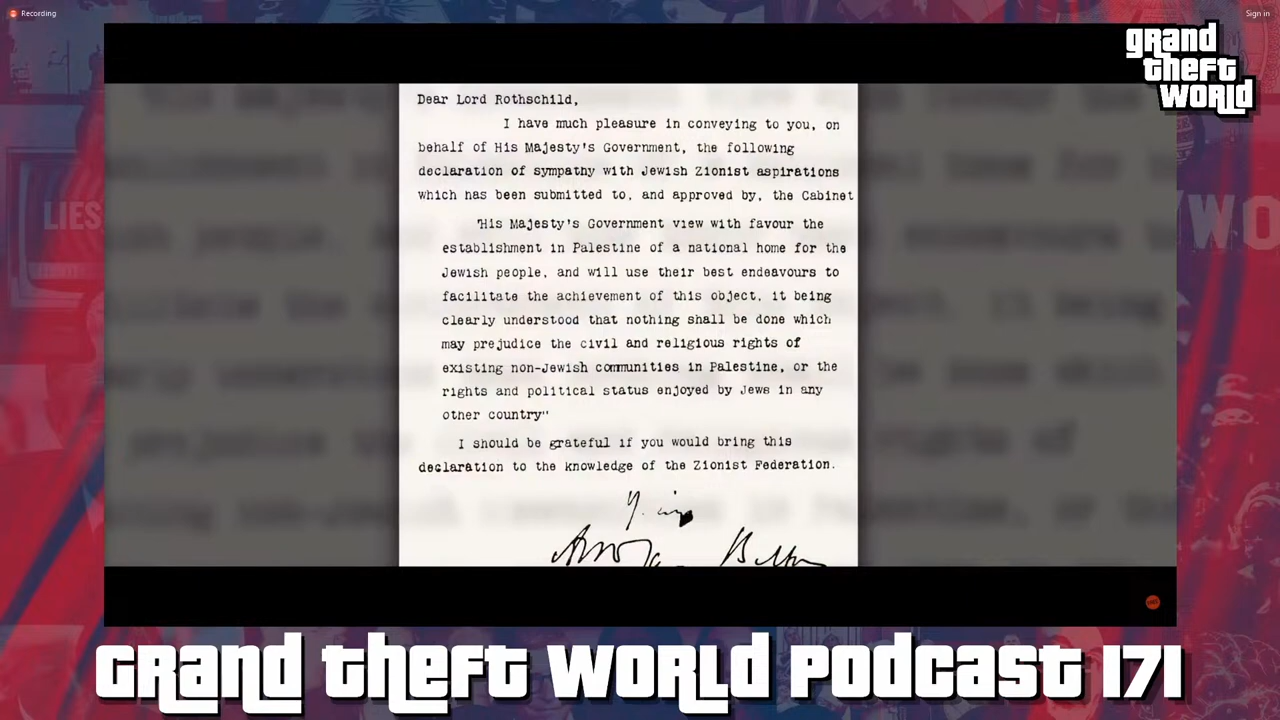 Recording
Sign in
grand
theft
world
LIES
WO
Dear Lord Rothschild,
I have much pleasure in conveying to you, on
behalf of His Majesty's Government, the following
declaration of sympathy with Jewish Zionist aspirations
which has been submitted to, and approved by, the Cabinet
"His Majesty's Government view with favour the
establishment in Palestine of a national home for the
Jewish people, and will use their best endeavours to
facilitate the achievement of this object, it being
clearly understood that nothing shall be done which
may prejudice the civil and religious rights of
existing non-Jewish communities in Palestine, or the
rights and political status enjoyed by Jews in any
other country"
I should be grateful if you would bring this
declaration to the knowledge of the Zionist Federation.
Grand theft World Podcast 171